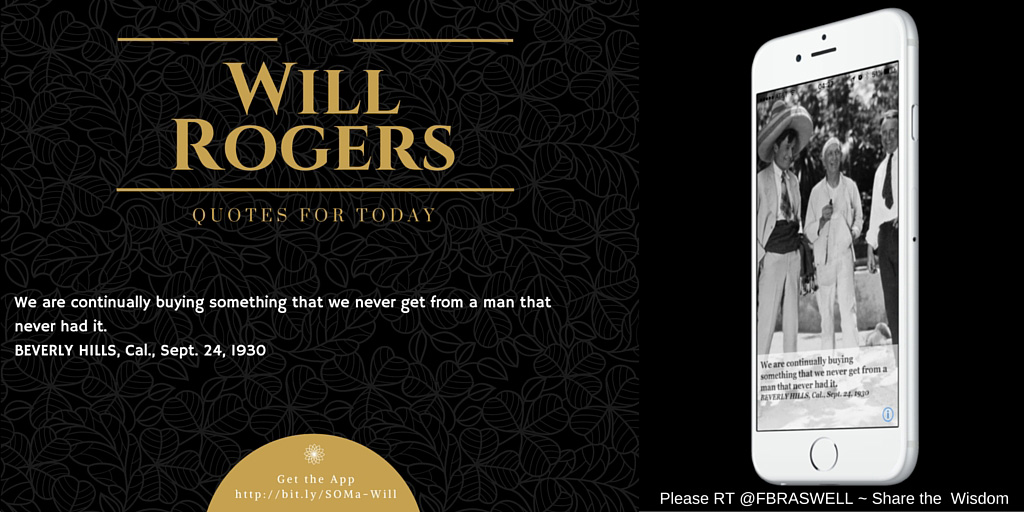 WILL
ROGERS
QUOTES FOR TODAY
We are continually buying something that we never get from a man that
never had it.
BEVERLY HILLS, Cal., Sept. 24, 1930
Get the App
http://bit.ly/SOMa-Will
We are continually buying
something that we never get from a
man that never had it.
BEVERLY HILLS, Cal., Sept. 24, 1930
Please RT @FBRASWELL ~ Share the Wisdom